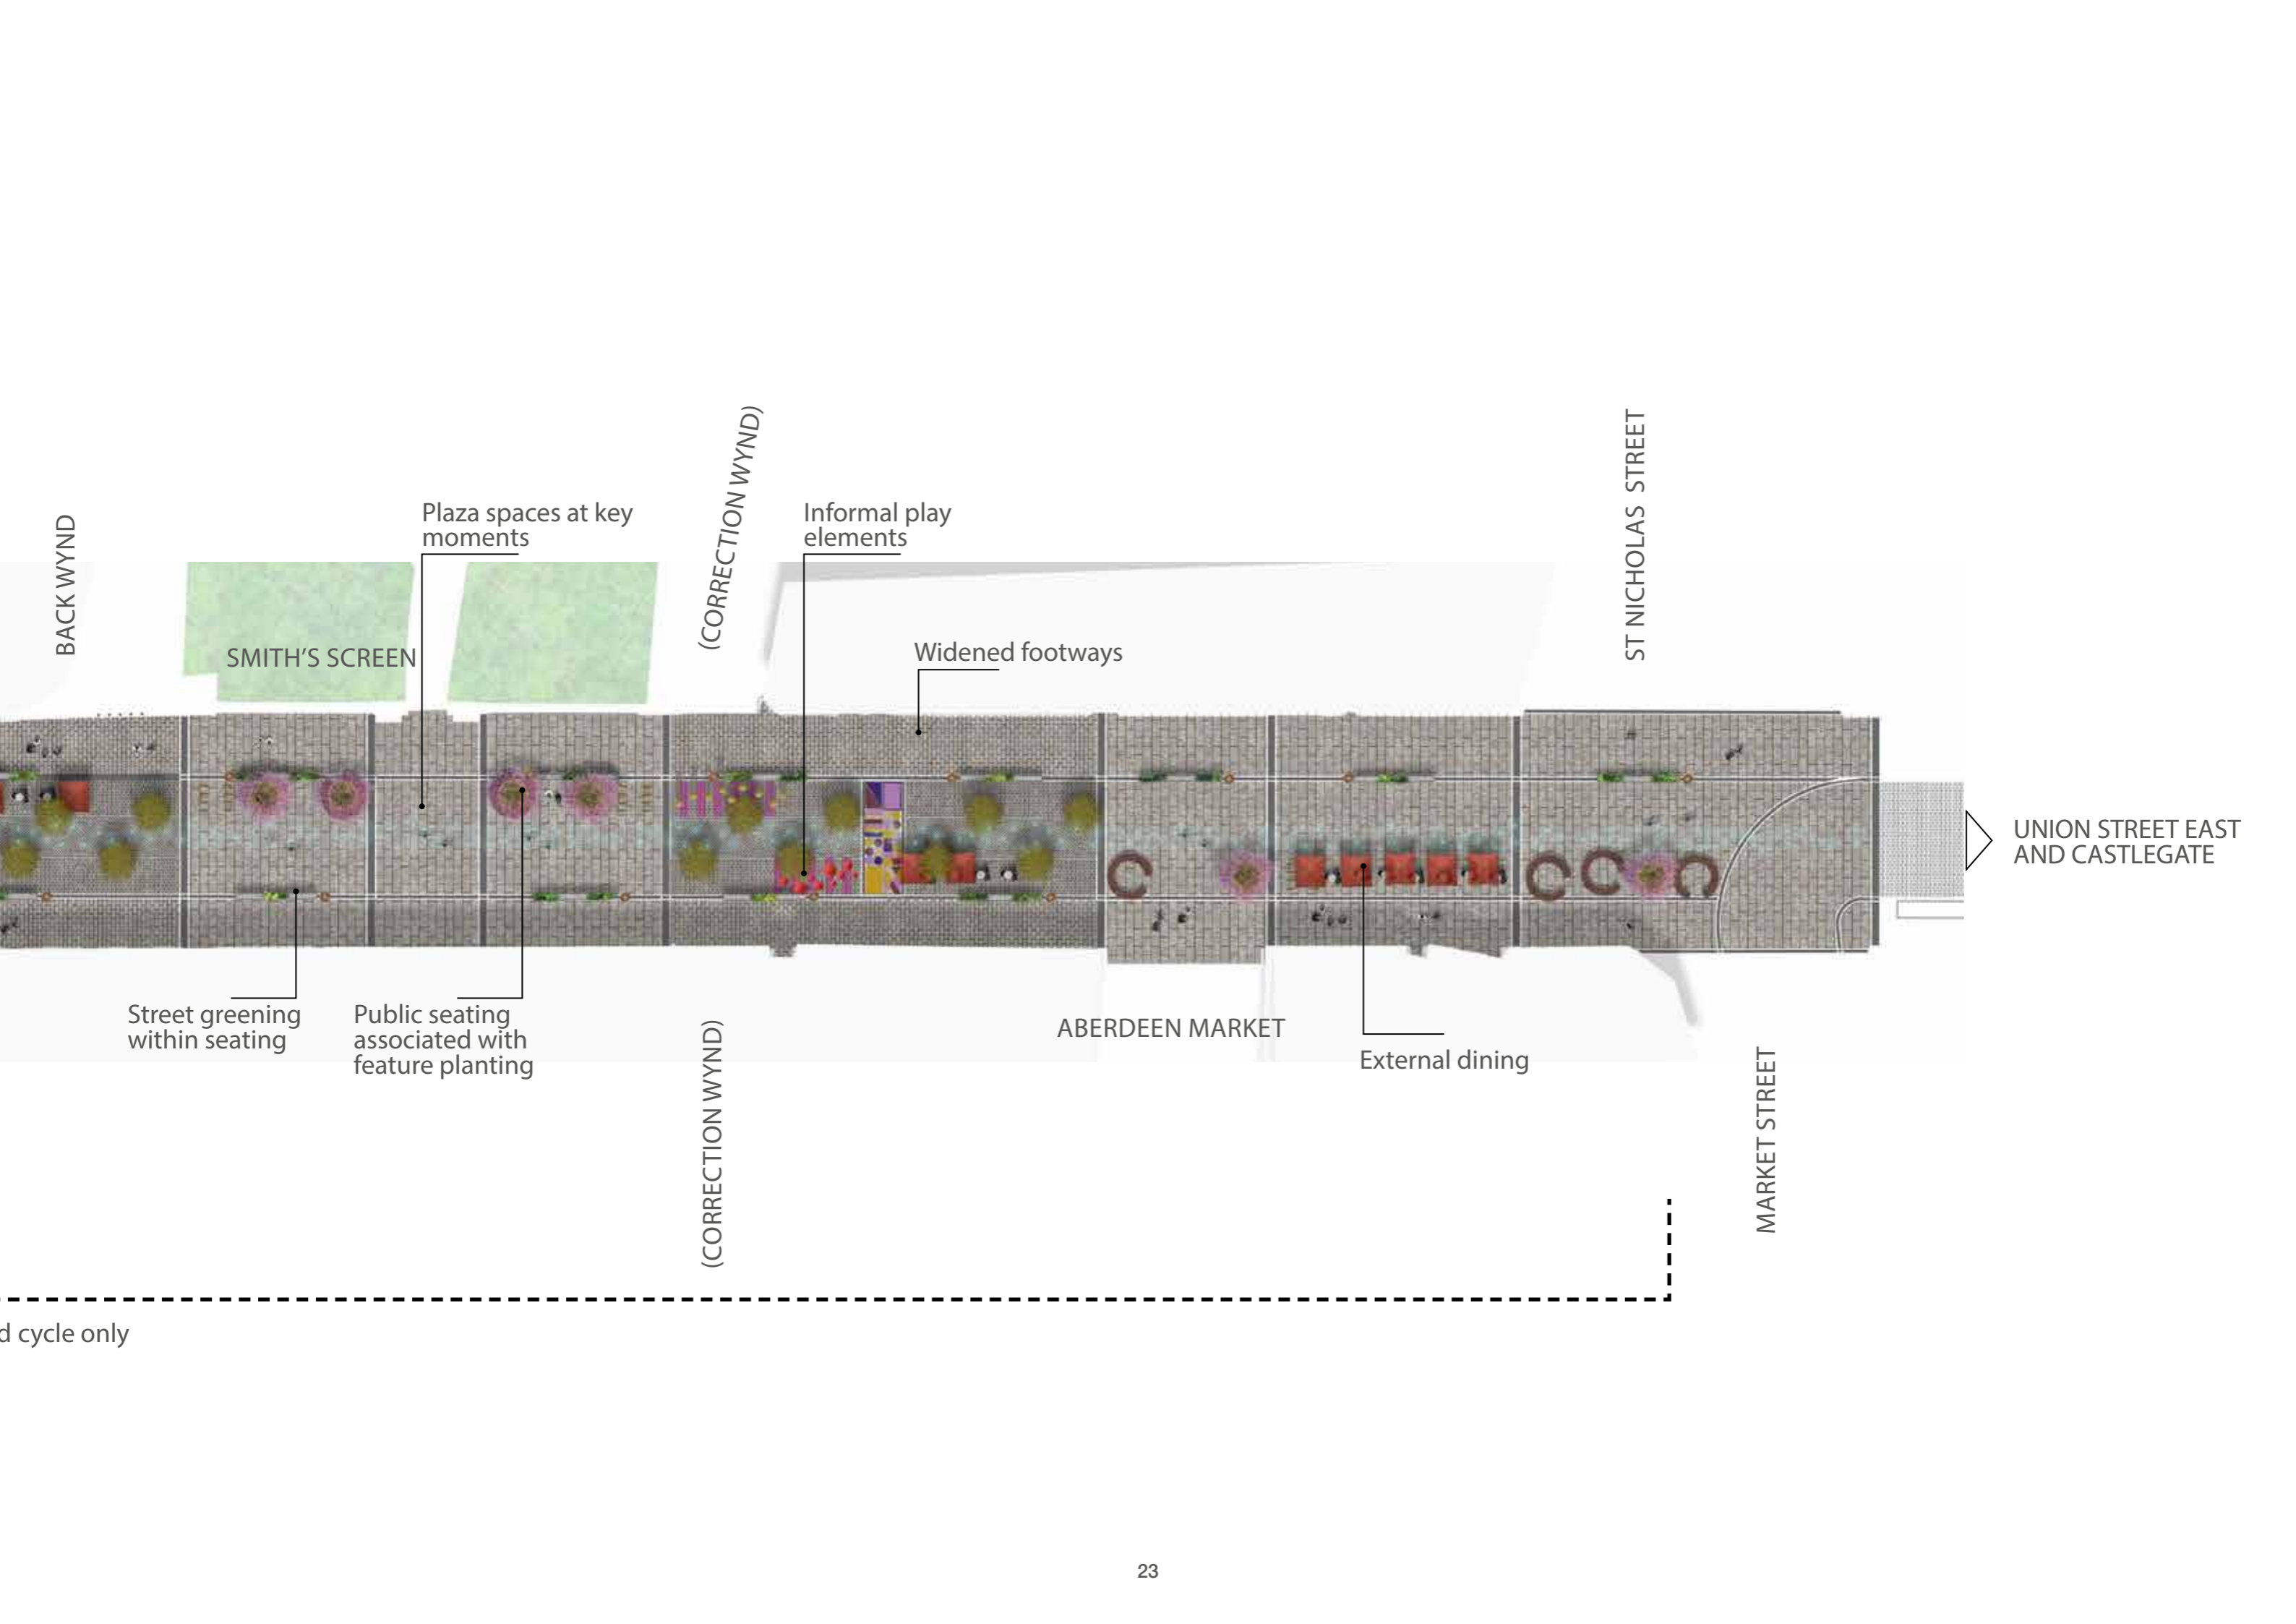 (CORRECTION WYND)
ST NICHOLAS STREET
BACK WYND
Plaza spaces at key
moments
Informal play
elements
SMITH'S SCREEN
Widened footways
UNION STREET EAST
AND CASTLEGATE
Street greening
within seating
Public seating
associated with
feature planting
(CORRECTION WYND)
ABERDEEN MARKET
External dining
MARKET STREET
d cycle only
23